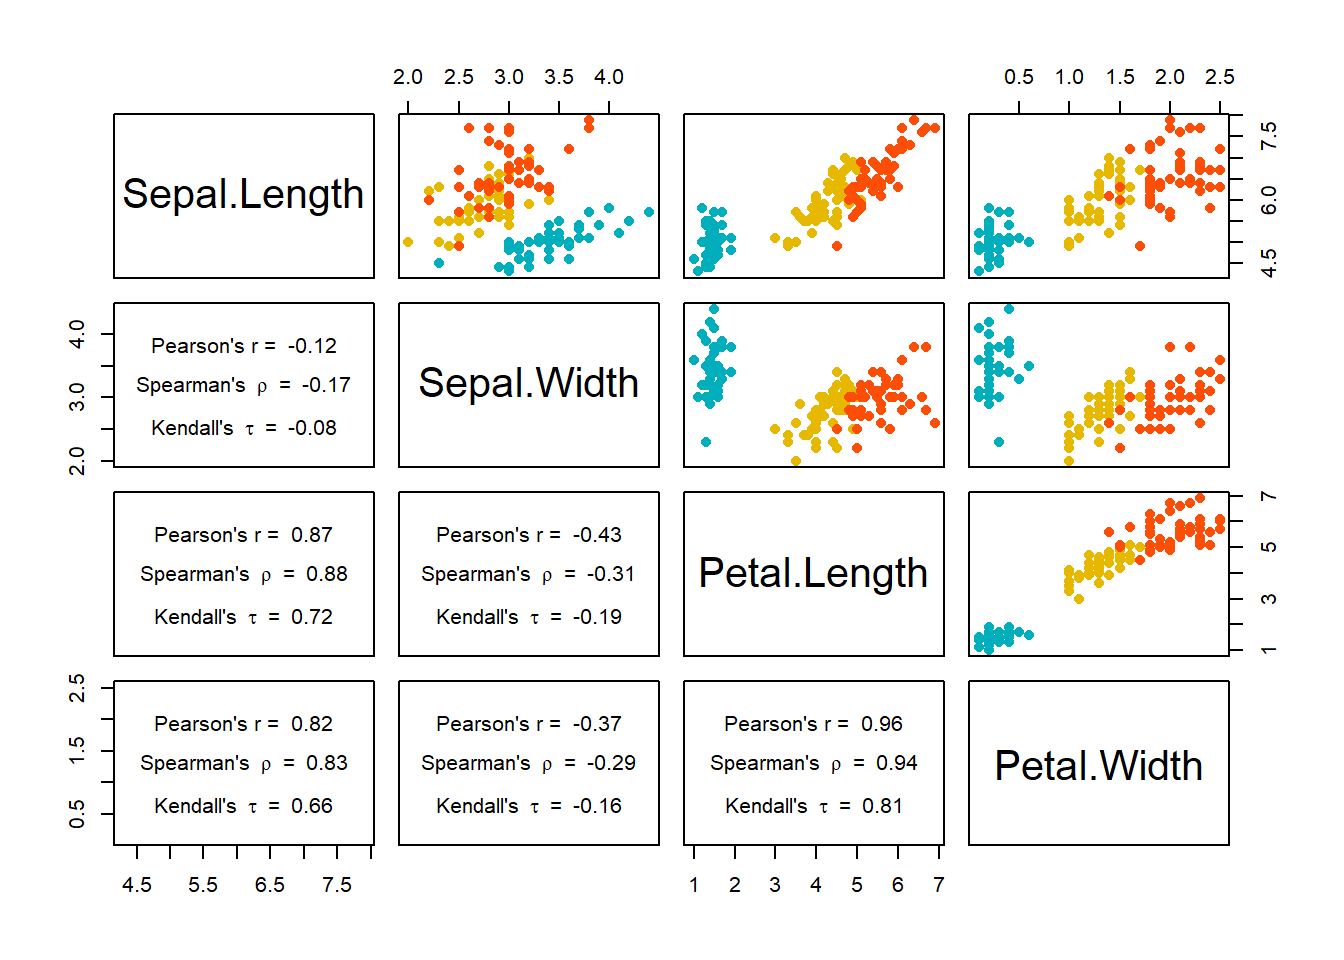 2.0 2.5 3.0 3.5 4.0
0.5 1.0 1.5 2.0 2.5
Sepal.Length
4.5 6.0 7.5
2.0 3.0 4.0
Pearson's r = -0.12
Spearman's ρ = -0.17
Kendall's τ = -0.08
Sepal.Width
Pearson's r = 0.87
Spearman's ρ = 0.88
Kendall's τ = 0.72
Pearson's r = -0.43
Spearman's ρ = -0.31
Kendall's τ = -0.19
Petal.Length
1 3 5 7
0.5 1.5 2.5
Pearson's r = 0.82
Spearman's ρ = 0.83
Kendall's τ = 0.66
Pearson's r = -0.37
Spearman's ρ = -0.29
Kendall's τ = -0.16
Pearson's r = 0.96
Spearman's ρ = 0.94
Kendall's τ = 0.81
Petal.Width
4.5 5.5 6.5 7.5
1 2 3 4 5 6 7